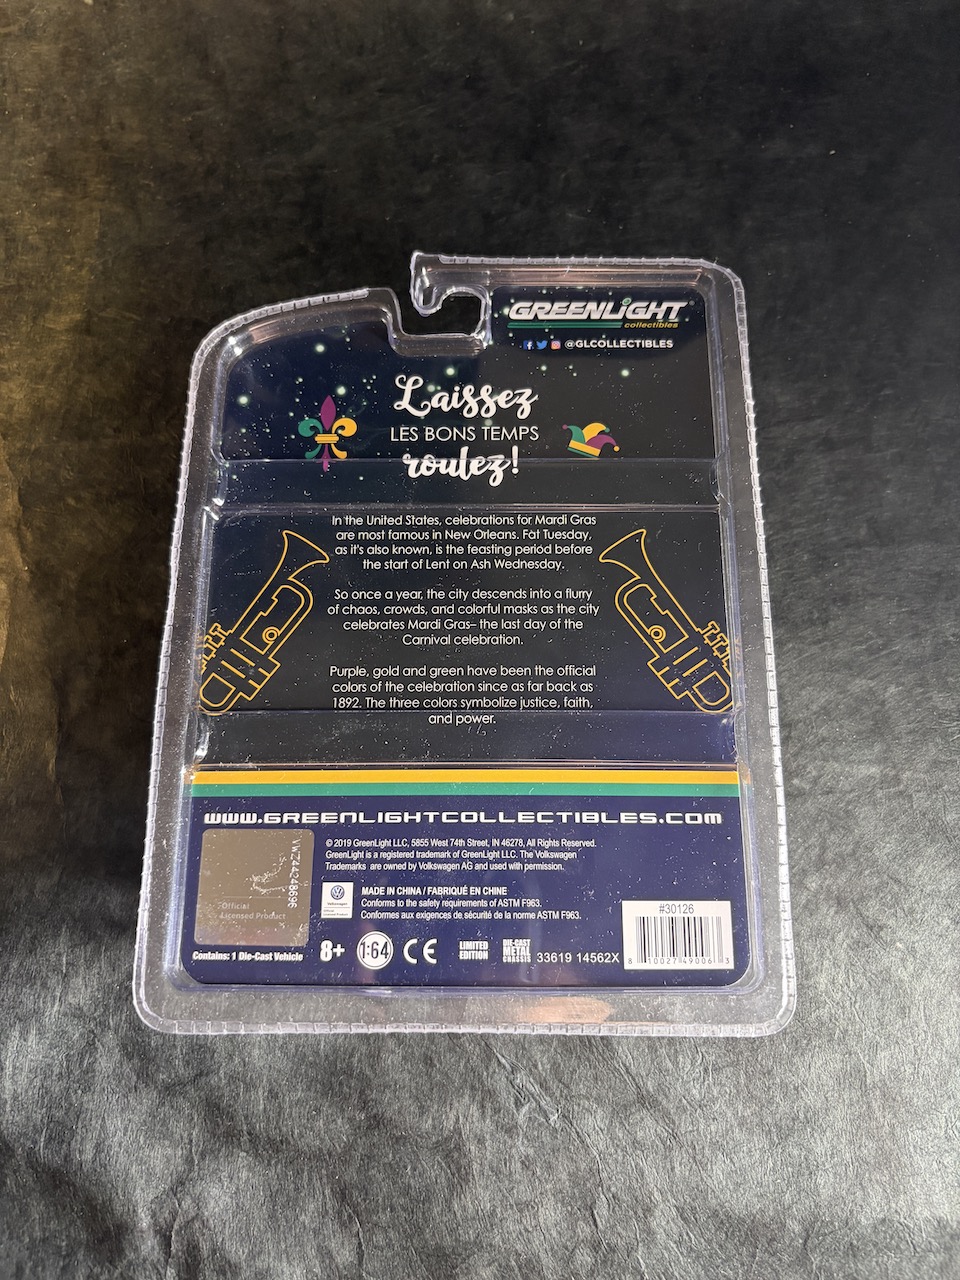 GREENLIGHT
collectibles
@GLCOLLECTIBLES
Laissez
LES BONS TEMPS
roulez!
In the United States, celebrations for Mardi Gras
are most famous in New Orleans. Fat Tuesday,
as it's also known, is the feasting period before
the start of Lent on Ash Wednesday.
So once a year, the city descends into a flurry
of chaos, crowds, and colorful masks as the city
celebrates Mardi Gras– the last day of the
Carnival celebration.
Purple, gold and green have been the official
colors of the celebration since as far back as
1892. The three colors symbolize justice, faith,
and power.
www.GREENLIGHTCOLLECTIBLES.COM
VWZ44248696
Official
Licensed Product
© 2019 GreenLight LLC, 5855 West 74th Street, IN 46278, All Rights Reserved.
GreenLight is a registered trademark of GreenLight LLC. The Volkswagen
Trademarks are owned by Volkswagen AG and used with permission.
Volkswagen
Official
Licensed Product
MADE IN CHINA / FABRIQUÉ EN CHINE
Conforms to the safety requirements of ASTM F963.
Conformes aux exigences de sécurité de la norme ASTM F963.
Contains: 1 Die-Cast Vehicle
8+
1:64
CE
LIMITED
EDITION
DIE-CAST
METAL
CHASSIS
33619 14562X
#30126
8 10027 49006 3